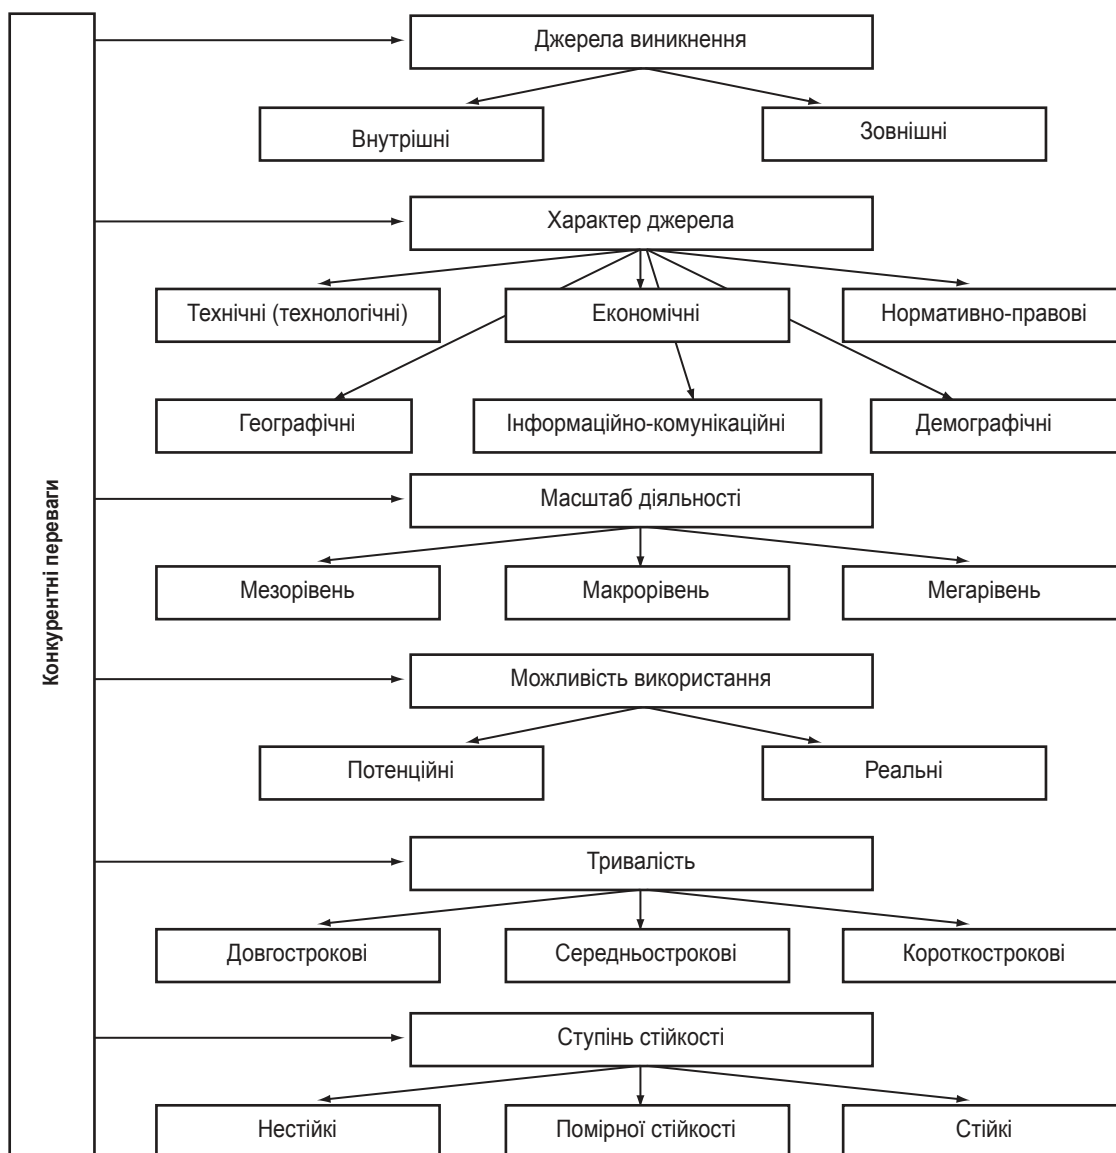 Конкурентні переваги
Джерела виникнення
Внутрішні
Зовнішні
Характер джерела
Технічні (технологічні)
Економічні
Нормативно-правові
Географічні
Інформаційно-комунікаційні
Демографічні
Масштаб діяльності
Мезорівень
Макрорівень
Мегарівень
Можливість використання
Потенційні
Реальні
Тривалість
Довгострокові
Середньострокові
Короткострокові
Ступінь стійкості
Нестійкі
Помірної стійкості
Стійкі